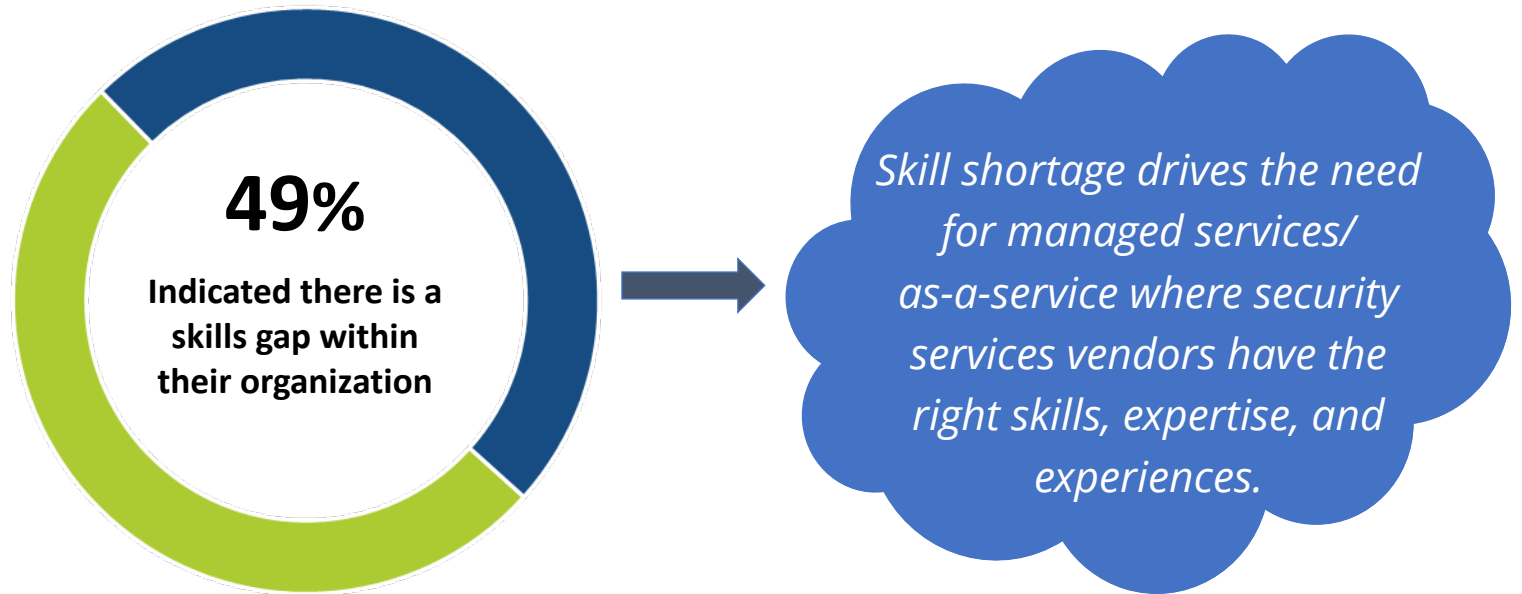 49%
Indicated there is a
skills gap within
their organization
Skill shortage drives the need
for managed services/
as-a-service where security
services vendors have the
right skills, expertise, and
experiences.